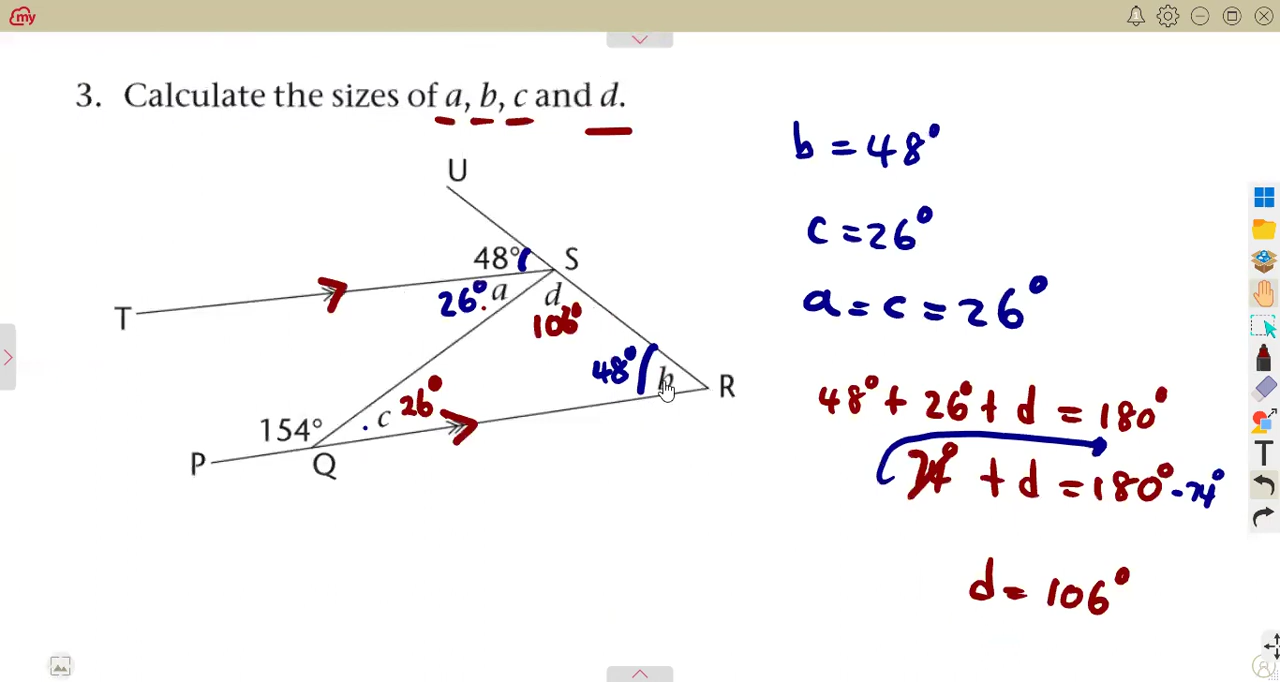 my
3. Calculate the sizes of a, b, c and d.
U
48°
S
T
26°
a
d
106°
48°
b
R
154°
c
26°
P
Q
b = 48°
c = 26°
a = c = 26°
48° + 26° + d = 180°
74° + d = 180° - 74°
d = 106°
T